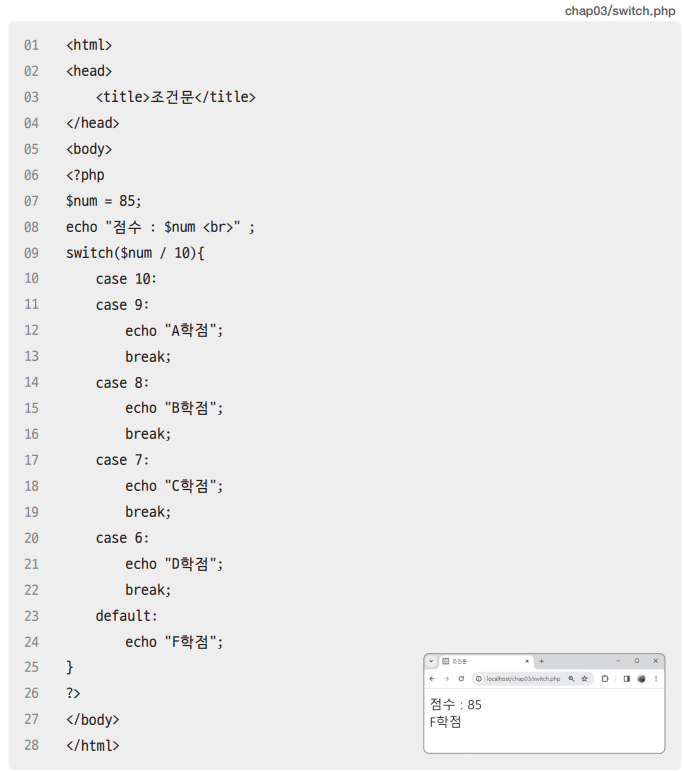 chap03/switch.php
01 <html>
02 <head>
03     <title>조건문</title>
04 </head>
05 <body>
06 <?php
07 $num = 85;
08 echo "점수 : $num <br>" ;
09 switch($num / 10){
10     case 10:
11     case 9:
12         echo "A학점";
13         break;
14     case 8:
15         echo "B학점";
16         break;
17     case 7:
18         echo "C학점";
19         break;
20     case 6:
21         echo "D학점";
22         break;
23     default:
24         echo "F학점";
25 }
26 ?>
27 </body>
28 </html>
조건문
localhost/chap03/switch.php
점수 : 85
F학점